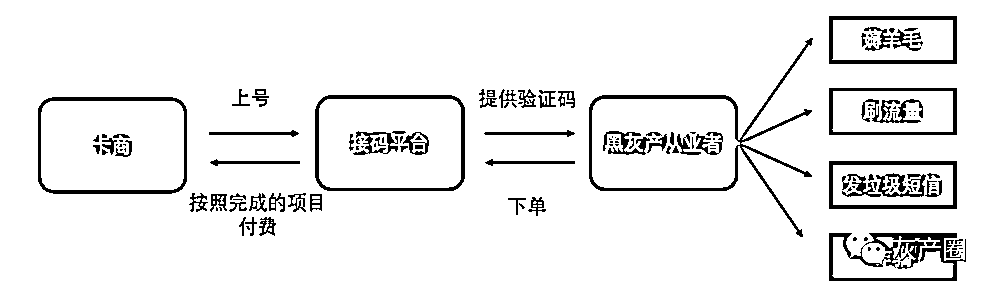 薅羊毛
上号
提供验证码
刷流量
卡商
接码平台
黑灰产从业者
发垃圾短信
按照完成的项目
付费
下单
灰产圈